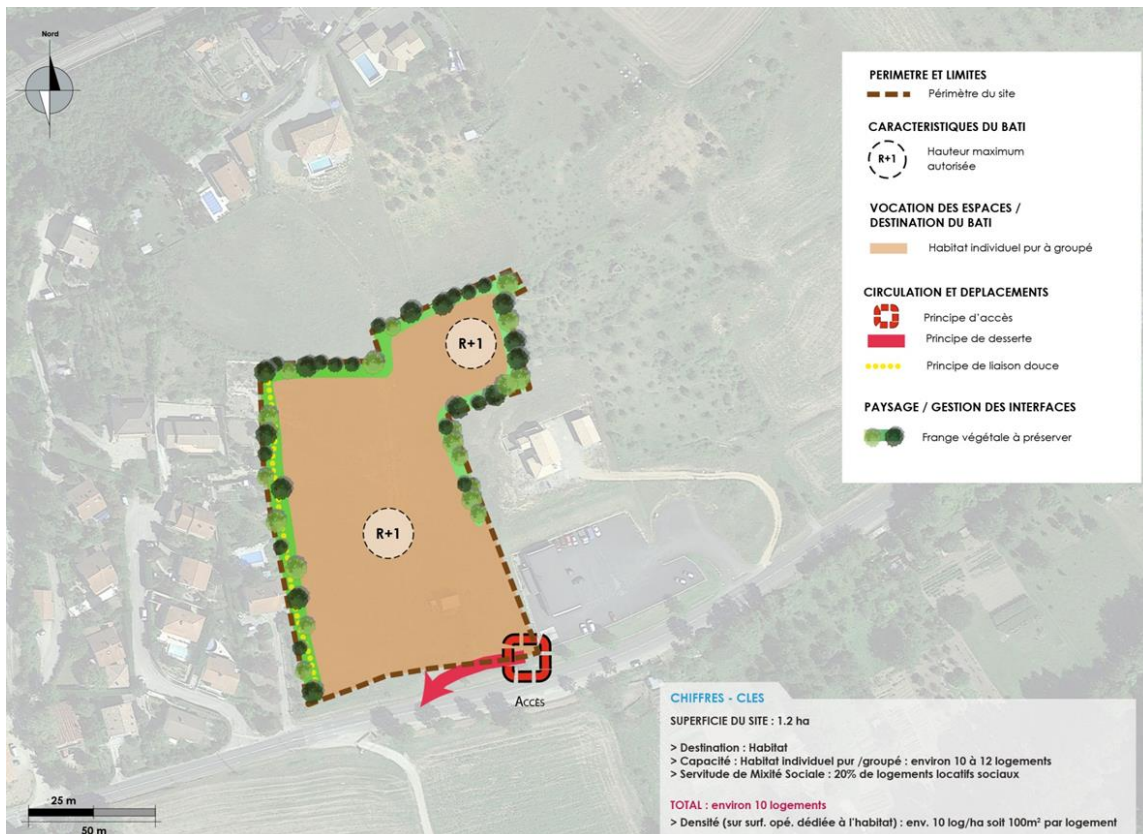 Nord
PERIMETRE ET LIMITES
Périmètre du site
CARACTERISTIQUES DU BATI
R+1
Hauteur maximum
autorisée
VOCATION DES ESPACES /
DESTINATION DU BATI
Habitat individuel pur à groupé
CIRCULATION ET DEPLACEMENTS
Principe d'accès
Principe de desserte
Principe de liaison douce
PAYSAGE / GESTION DES INTERFACES
Frange végétale à préserver
R+1
R+1
ACCÈS
CHIFFRES - CLES
SUPERFICIE DU SITE : 1.2 ha
> Destination : Habitat
> Capacité : Habitat individuel pur /groupé : environ 10 à 12 logements
> Servitude de Mixité Sociale : 20% de logements locatifs sociaux
TOTAL : environ 10 logements
> Densité (sur surf. opé. dédiée à l'habitat) : env. 10 log/ha soit 100m² par logement
25 m
50 m